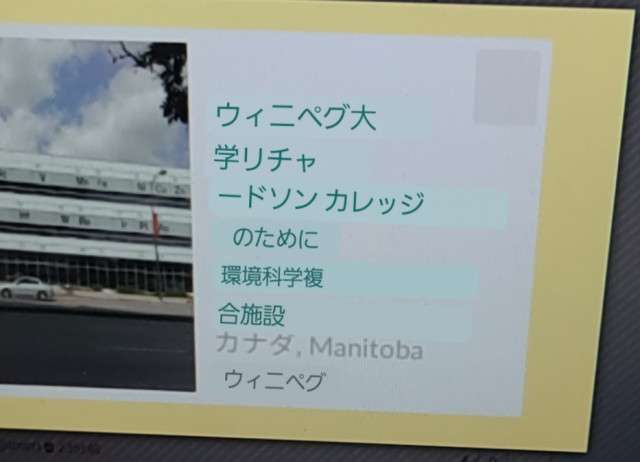 ウィニペグ大
学リチャ
ードソン カレッジ
のために
環境科学複
合施設
カナダ, Manitoba
ウィニペグ